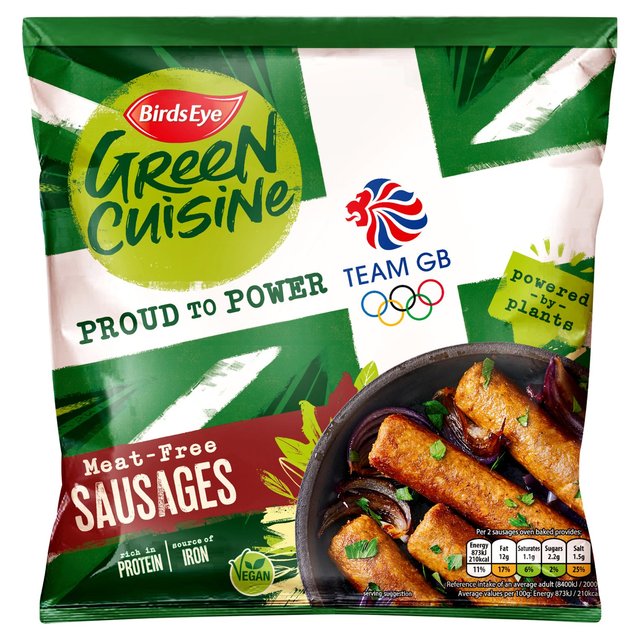 BirdsEye
GREEN
CUISINE
PROUD TO POWER
TEAM GB
powered
-by-
plants
Meat-Free
SAUSAGES
rich in
PROTEIN
source of
IRON
VEGAN
serving suggestion
Per 2 sausages oven baked provides:
Energy 873kJ 210kcal 11%
Fat 12g 17%
Saturates 1.1g 6%
Sugars 2.2g 2%
Salt 1.5g 25%
Reference intake of an average adult (8400kJ / 2000
Average values per 100g: Energy 873kJ / 210kc